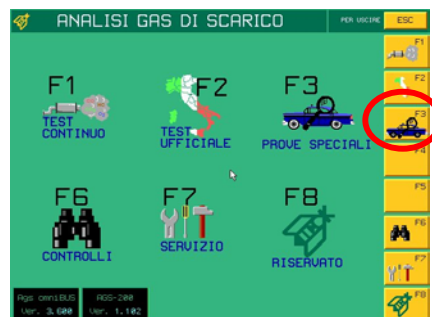 ANALISI GAS DI SCARICO
PER USCIRE
ESC
F1
TEST
CONTINUO
F2
TEST
UFFICIALE
F3
PROVE SPECIALI
F6
CONTROLLI
F7
SERVIZIO
F8
RISERVATO
F1
F2
F3
F4
F5
F6
F7
F8
Ags omniBUS
Ver. 3.600
AGS-200
Ver. 1.102